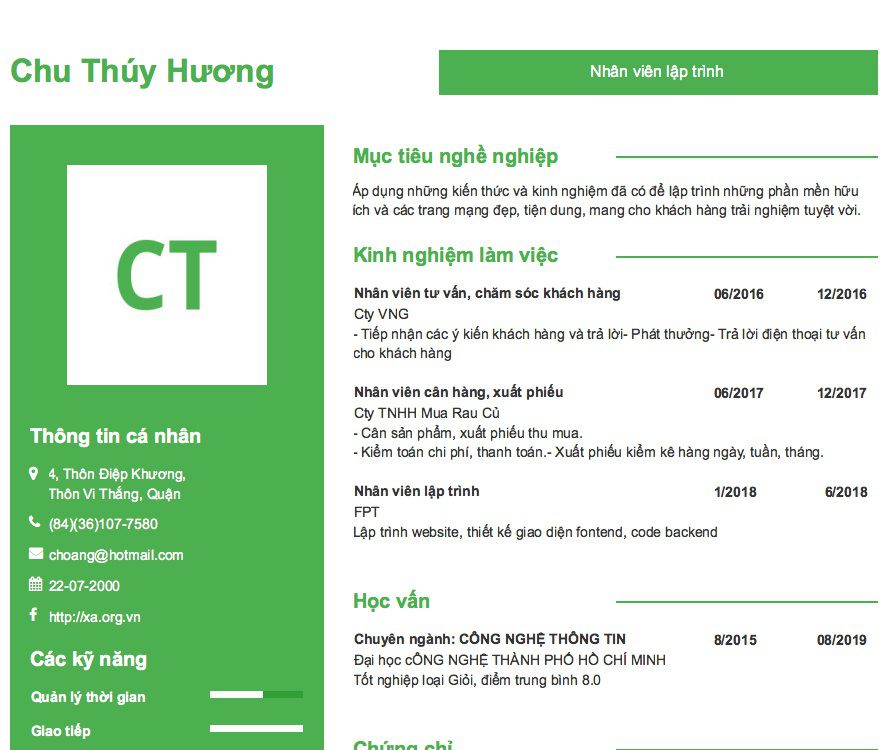 Chu Thúy Hương
Nhân viên lập trình
CT
Thông tin cá nhân
4, Thôn Điệp Khương,
Thôn Vi Thắng, Quận
(84)(36)107-7580
choang@hotmail.com
22-07-2000
http://xa.org.vn
Các kỹ năng
Quản lý thời gian
Giao tiếp
Mục tiêu nghề nghiệp
Áp dụng những kiến thức và kinh nghiệm đã có để lập trình những phần mền hữu
ích và các trang mạng đẹp, tiện dung, mang cho khách hàng trải nghiệm tuyệt vời.
Kinh nghiệm làm việc
Nhân viên tư vấn, chăm sóc khách hàng 06/2016 12/2016
Cty VNG
- Tiếp nhận các ý kiến khách hàng và trả lời- Phát thưởng- Trả lời điện thoại tư vấn
cho khách hàng
Nhân viên cân hàng, xuất phiếu 06/2017 12/2017
Cty TNHH Mua Rau Củ
- Cân sản phẩm, xuất phiếu thu mua.
- Kiểm toán chi phí, thanh toán.- Xuất phiếu kiểm kê hàng ngày, tuần, tháng.
Nhân viên lập trình 1/2018 6/2018
FPT
Lập trình website, thiết kế giao diện fontend, code backend
Học vấn
Chuyên ngành: CÔNG NGHỆ THÔNG TIN 8/2015 08/2019
Đại học cÔNG NGHỆ THÀNH PHỐ HỒ CHÍ MINH
Tốt nghiệp loại Giỏi, điểm trung bình 8.0
Chứng chỉ